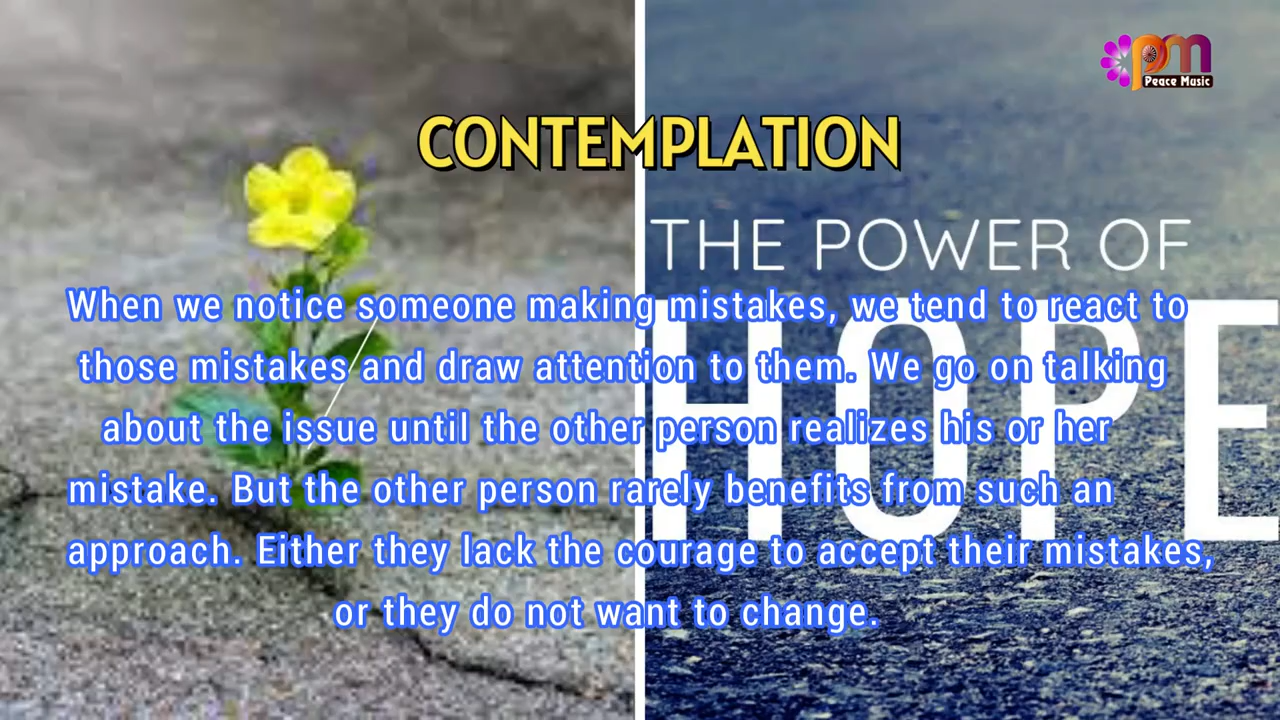 pm
Peace Music
CONTEMPLATION
THE POWER OF
HOPE
When we notice someone making mistakes, we tend to react to
those mistakes and draw attention to them. We go on talking
about the issue until the other person realizes his or her
mistake. But the other person rarely benefits from such an
approach. Either they lack the courage to accept their mistakes,
or they do not want to change.